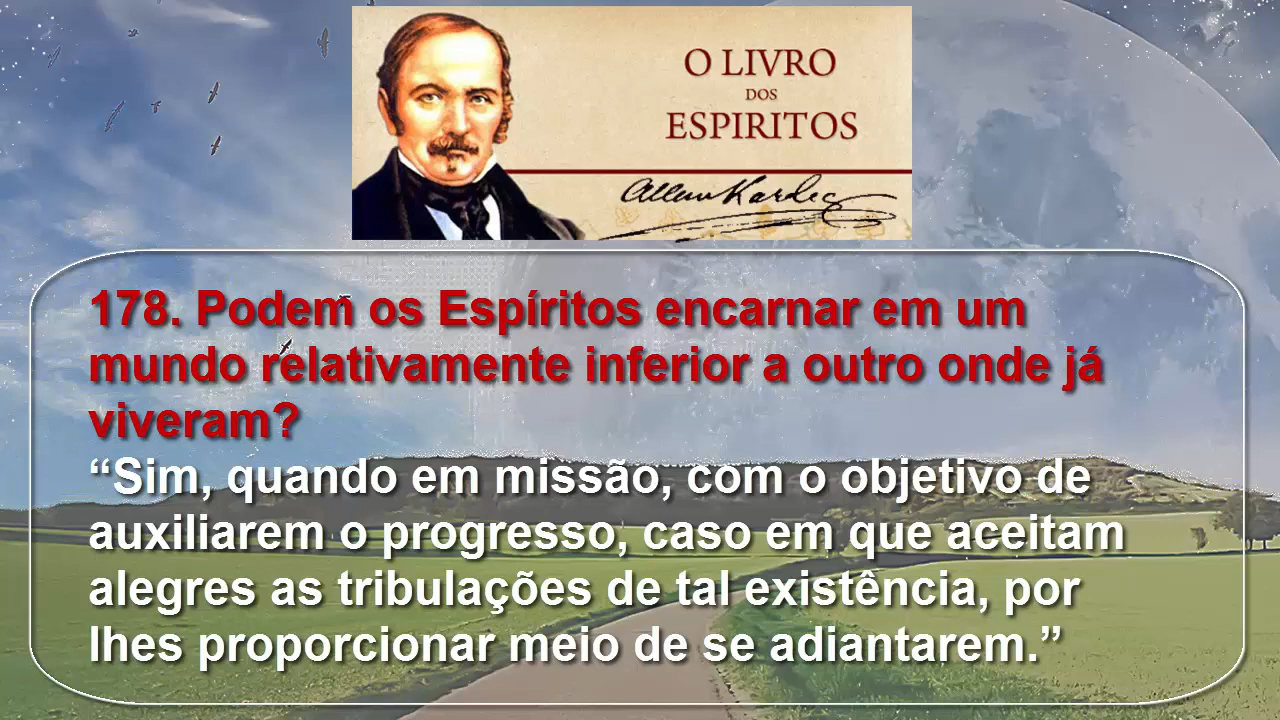 O LIVRO
DOS
ESPIRITOS
Allan Kardec
178. Podem os Espíritos encarnar em um
mundo relativamente inferior a outro onde já
viveram?
“Sim, quando em missão, com o objetivo de
auxiliarem o progresso, caso em que aceitam
alegres as tribulações de tal existência, por
lhes proporcionar meio de se adiantarem.”